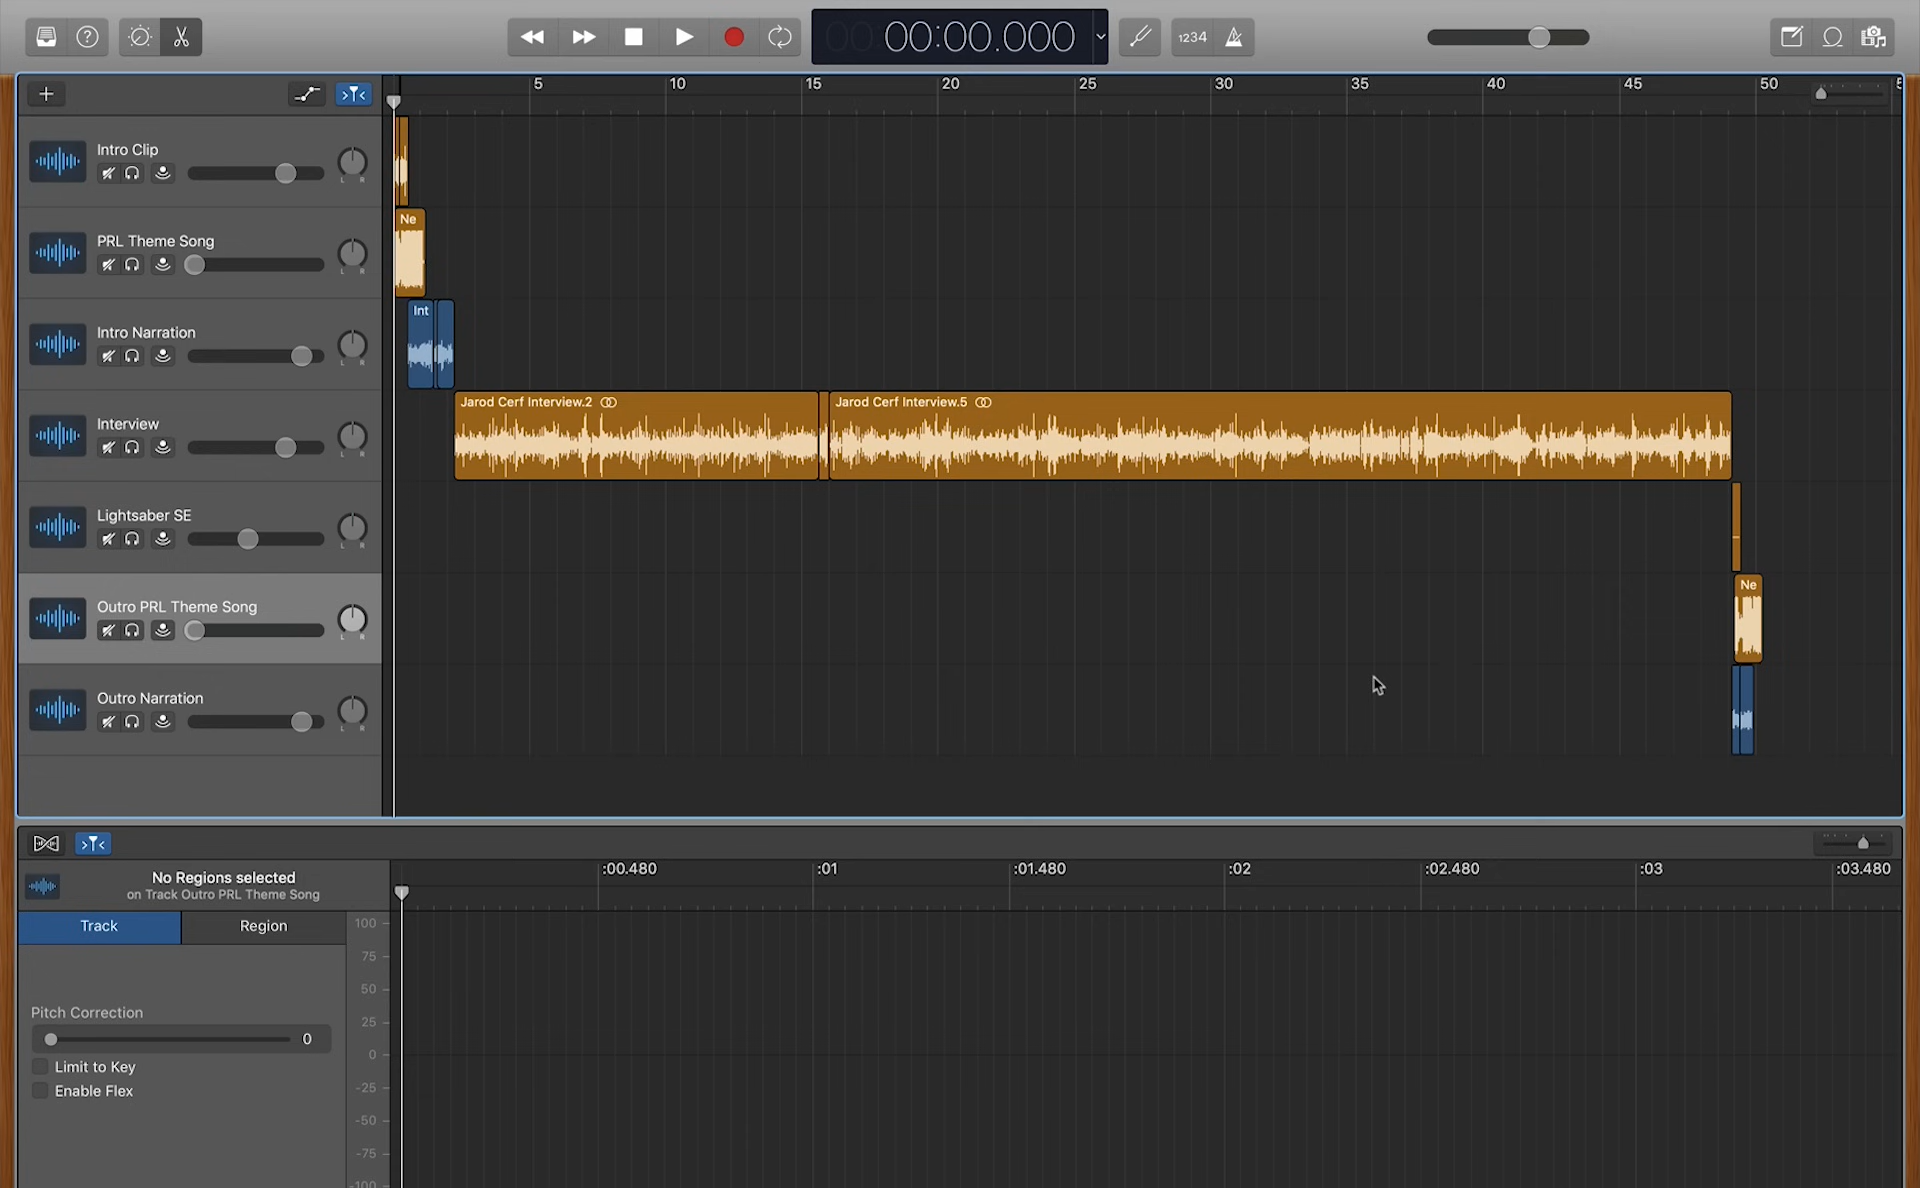 00:00.000
1234
5 10 15 20 25 30 35 40 45 50 5
Intro Clip
L R
Ne
PRL Theme Song
L R
Int
Intro Narration
L R
Jarod Cerf Interview.2 Jarod Cerf Interview.5
Interview
L R
Lightsaber SE
L R
Ne
Outro PRL Theme Song
L R
Outro Narration
L R
:00.480 :01 :01.480 :02 :02.480 :03 :03.480
No Regions selected
on Track Outro PRL Theme Song
Track Region
100
75
50
25
0
-25
-50
-75
-100
Pitch Correction
0
Limit to Key
Enable Flex